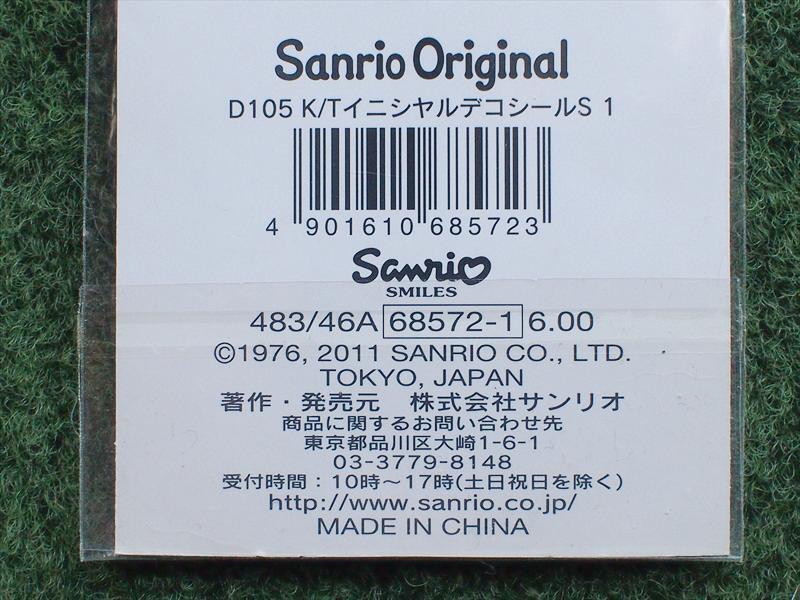 Sanrio Original
D105 K/TイニシヤルデコシールS 1
4 901610 685723
Sanrio
SMILES
483/46A 68572-1 6.00
©1976, 2011 SANRIO CO., LTD.
TOKYO, JAPAN
著作・発売元 株式会社サンリオ
商品に関するお問い合わせ先
東京都品川区大崎1-6-1
03-3779-8148
受付時間：10時～17時(土日祝日を除く)
http://www.sanrio.co.jp/
MADE IN CHINA